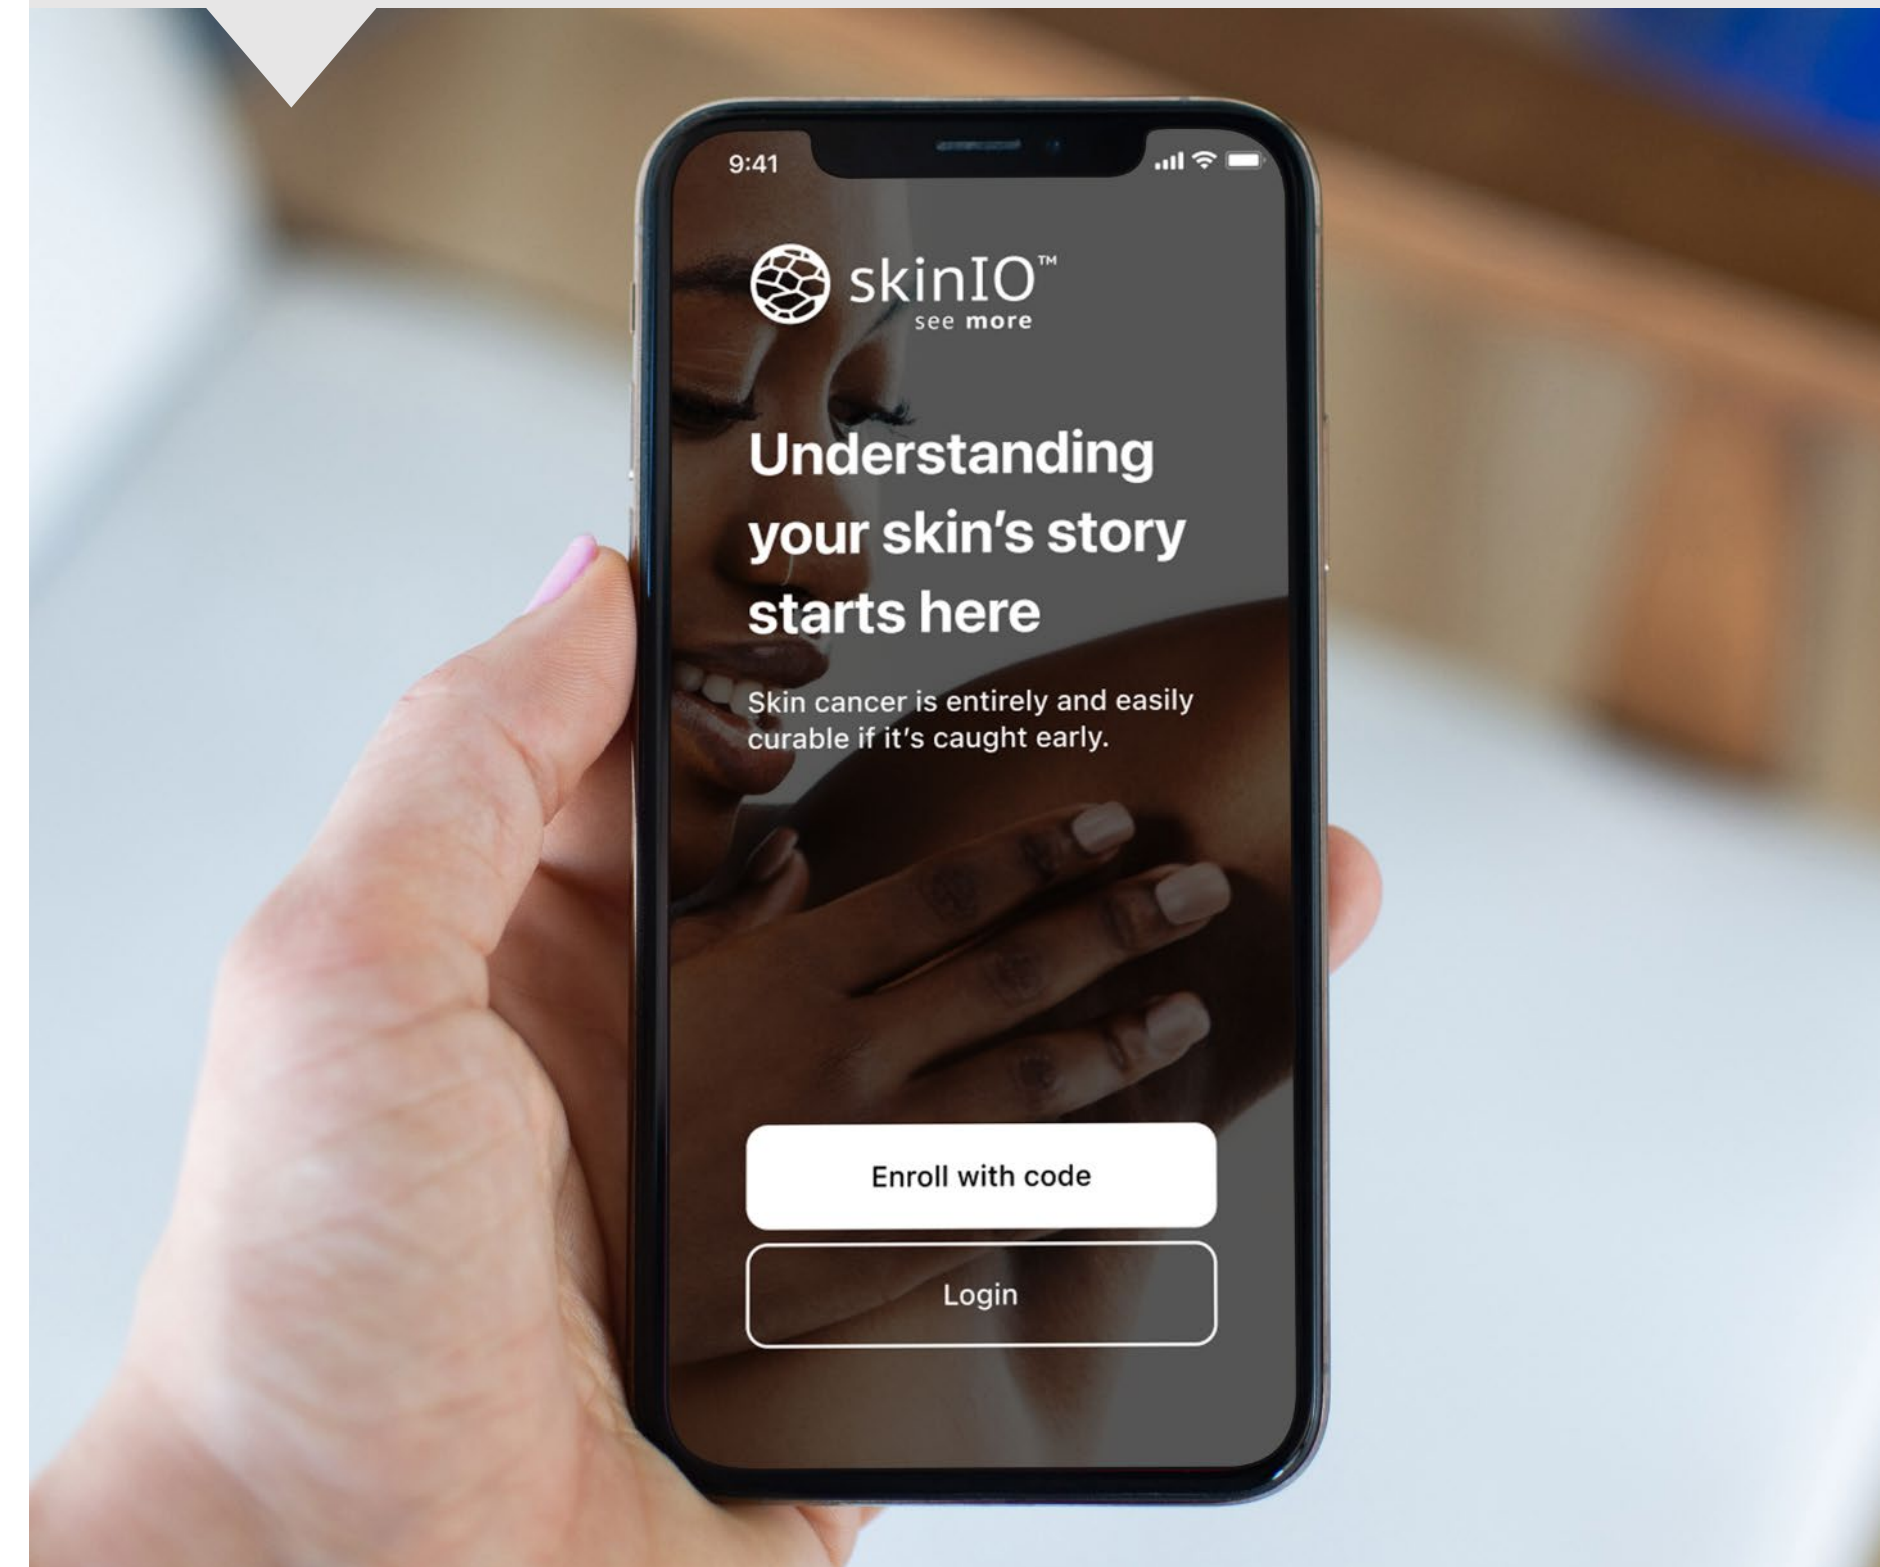 9:41
skinIO™
see more
Understanding
your skin's story
starts here
Skin cancer is entirely and easily
curable if it's caught early.
Enroll with code
Login